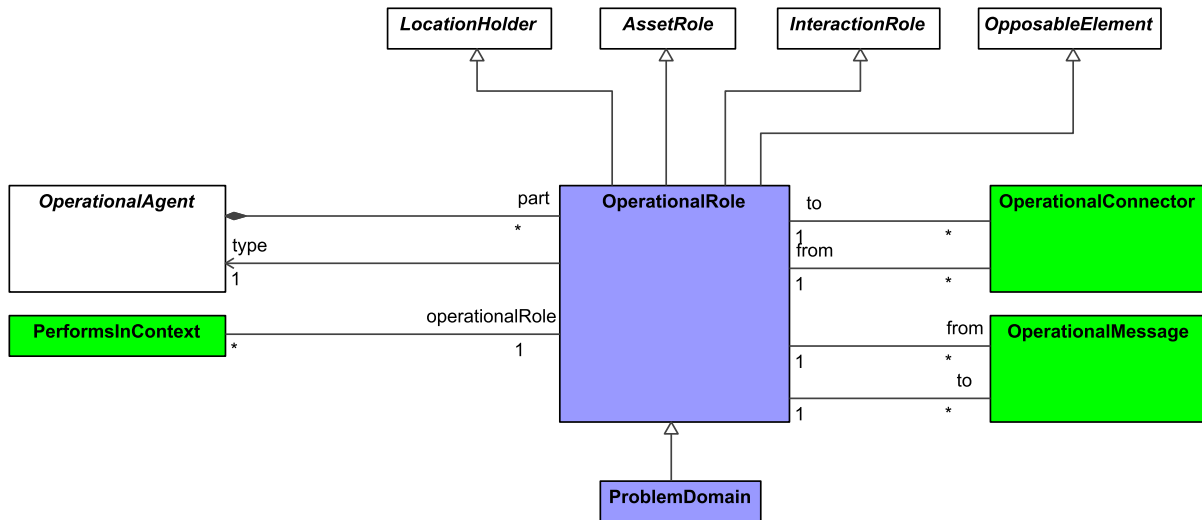 LocationHolder
AssetRole
InteractionRole
OpposableElement
OperationalAgent
part
*
type
1
OperationalRole
to
1
*
from
1
*
OperationalConnector
PerformsInContext
*
operationalRole
1
from
1
*
to
1
*
OperationalMessage
ProblemDomain